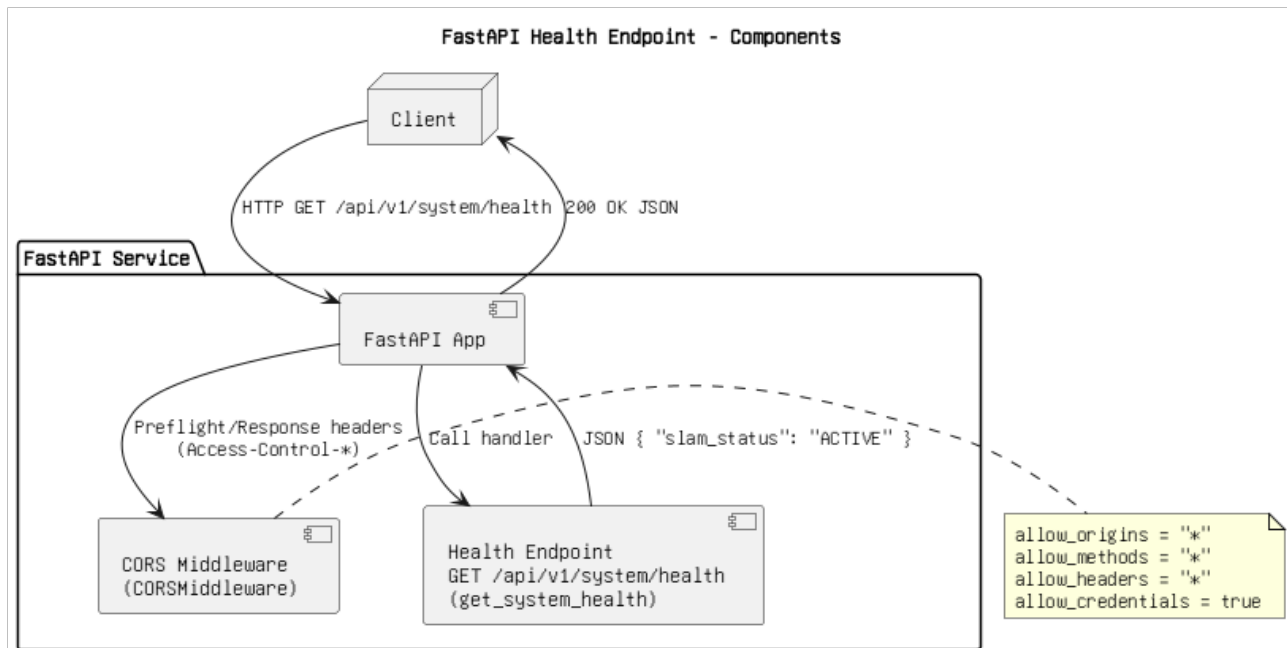 FastAPI Health Endpoint - Components
Client
HTTP GET /api/v1/system/health
200 OK JSON
FastAPI Service
FastAPI App
Preflight/Response headers
(Access-Control-*)
Call handler
JSON { "slam_status": "ACTIVE" }
CORS Middleware
(CORSMiddleware)
Health Endpoint
GET /api/v1/system/health
(get_system_health)
allow_origins = "*"
allow_methods = "*"
allow_headers = "*"
allow_credentials = true